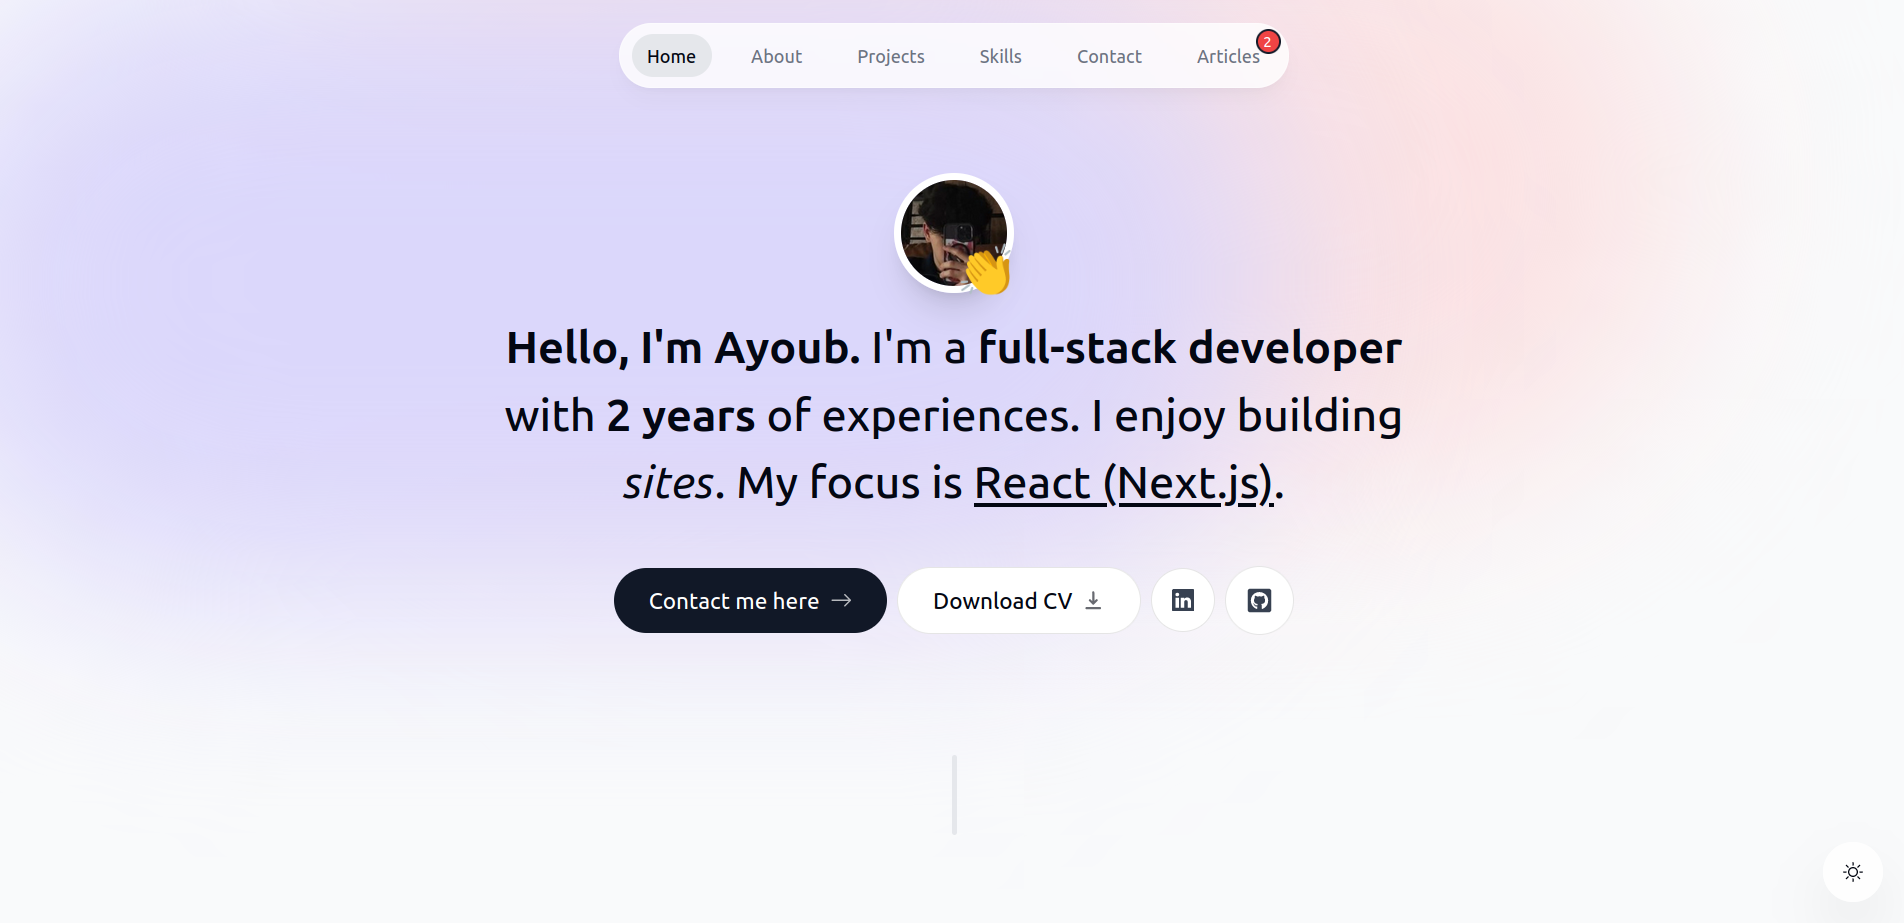 Home About Projects Skills Contact Articles 2
Hello, I'm Ayoub. I'm a full-stack developer
with 2 years of experiences. I enjoy building
sites. My focus is React (Next.js).
Contact me here Download CV in